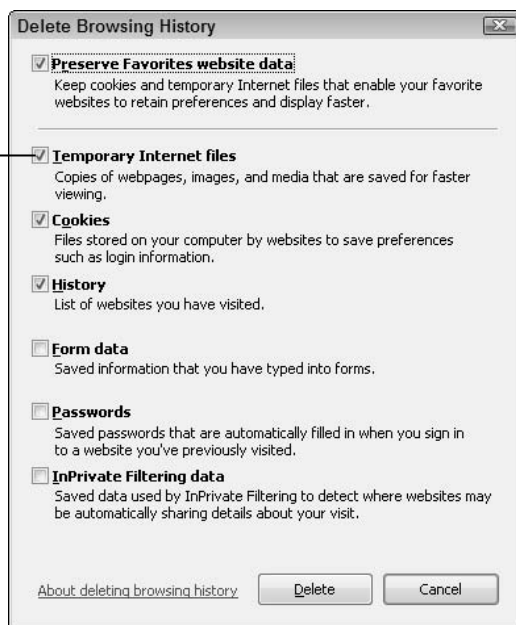 Delete Browsing History
Preserve Favorites website data
Keep cookies and temporary Internet files that enable your favorite
websites to retain preferences and display faster.
Temporary Internet files
Copies of webpages, images, and media that are saved for faster
viewing.
Cookies
Files stored on your computer by websites to save preferences
such as login information.
History
List of websites you have visited.
Form data
Saved information that you have typed into forms.
Passwords
Saved passwords that are automatically filled in when you sign in
to a website you've previously visited.
InPrivate Filtering data
Saved data used by InPrivate Filtering to detect where websites may
be automatically sharing details about your visit.
About deleting browsing history Delete Cancel